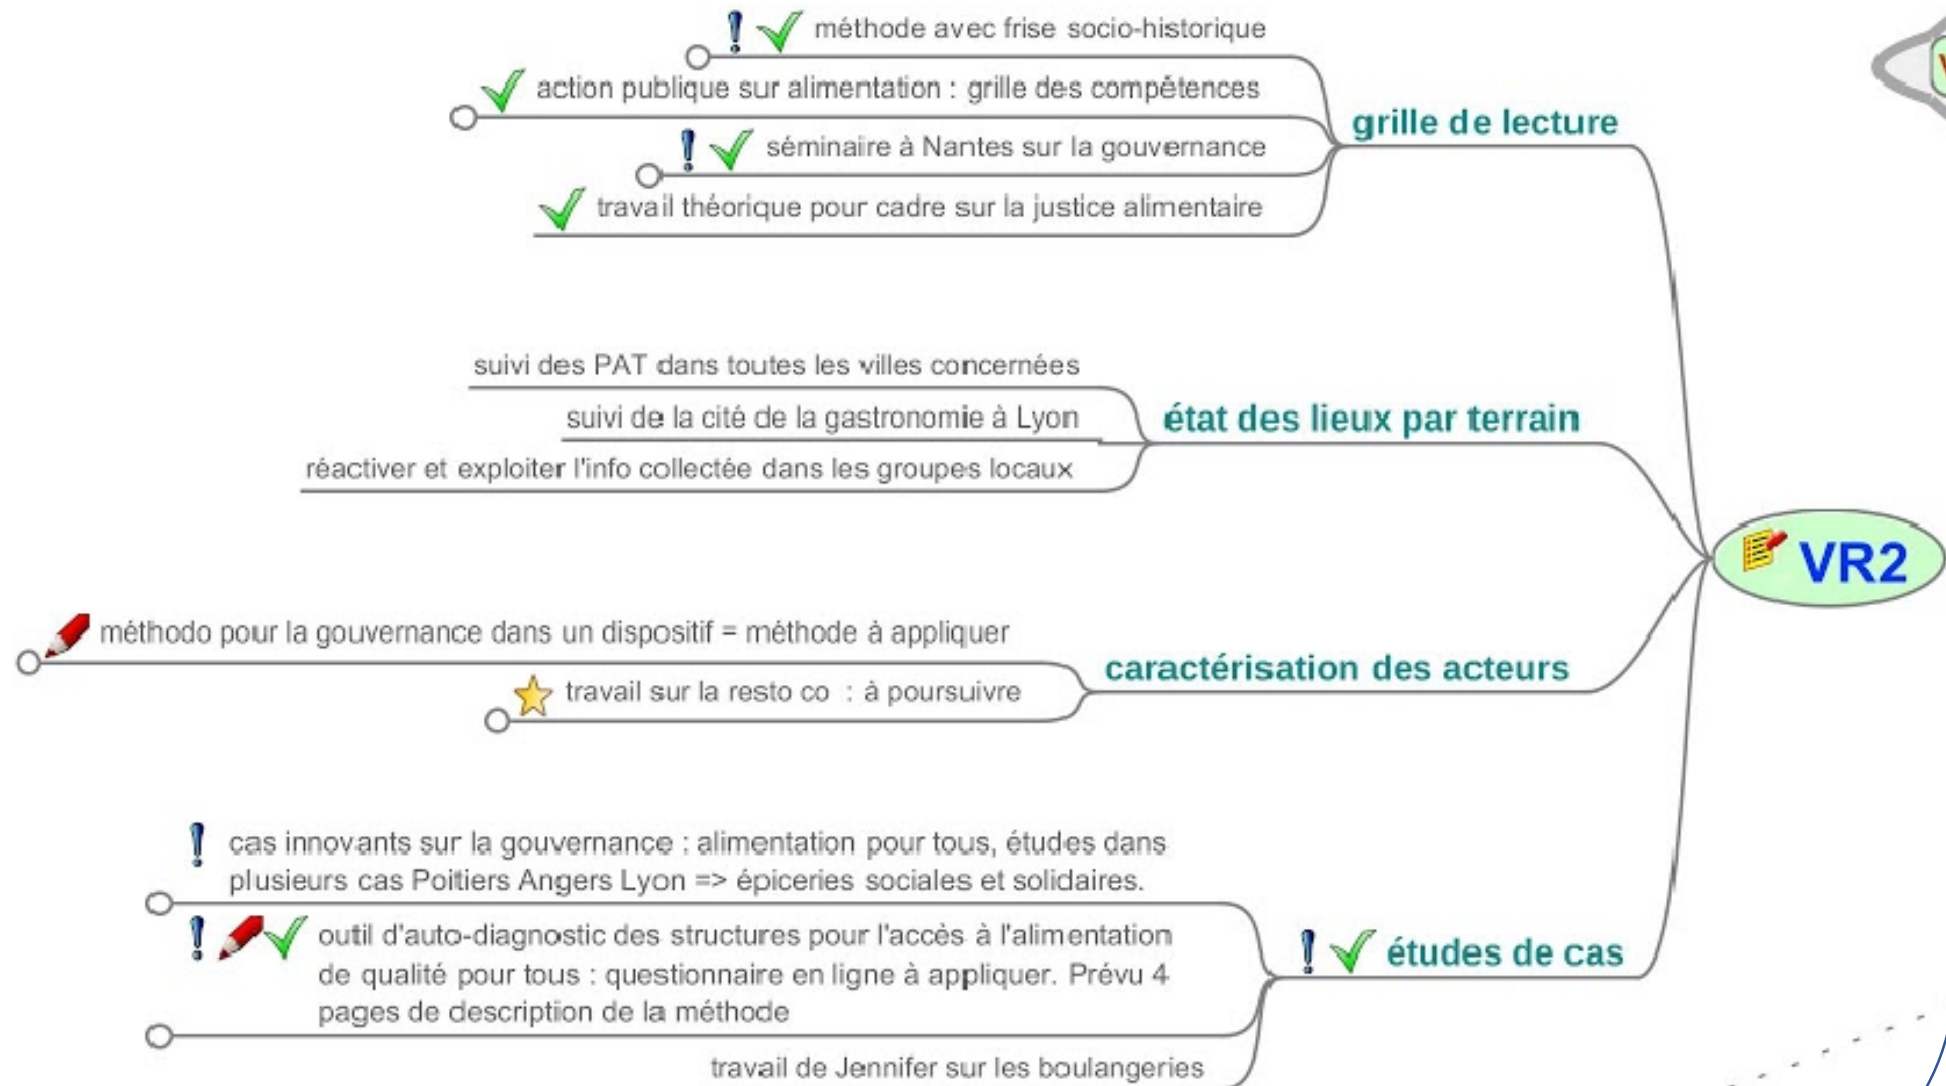 méthode avec frise socio-historique
action publique sur alimentation : grille des compétences
séminaire à Nantes sur la gouvernance
travail théorique pour cadre sur la justice alimentaire
grille de lecture
suivi des PAT dans toutes les villes concernées
suivi de la cité de la gastronomie à Lyon
réactiver et exploiter l'info collectée dans les groupes locaux
état des lieux par terrain
VR2
méthodo pour la gouvernance dans un dispositif = méthode à appliquer
travail sur la resto co : à poursuivre
caractérisation des acteurs
cas innovants sur la gouvernance : alimentation pour tous, études dans
plusieurs cas Poitiers Angers Lyon => épiceries sociales et solidaires.
outil d'auto-diagnostic des structures pour l'accès à l'alimentation
de qualité pour tous : questionnaire en ligne à appliquer. Prévu 4
pages de description de la méthode
travail de Jennifer sur les boulangeries
études de cas